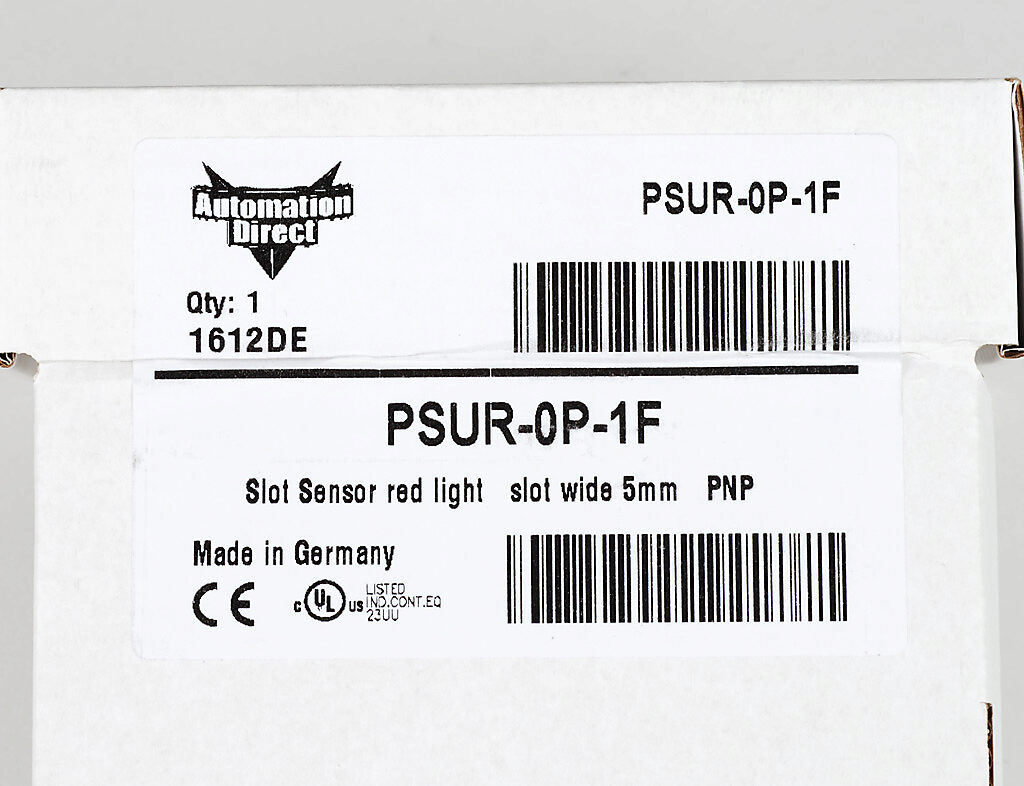 Automation
Direct
PSUR-0P-1F
Qty: 1
1612DE
PSUR-0P-1F
Slot Sensor red light slot wide 5mm PNP
Made in Germany
CE
c UL us LISTED
IND.CONT.EQ
23UU